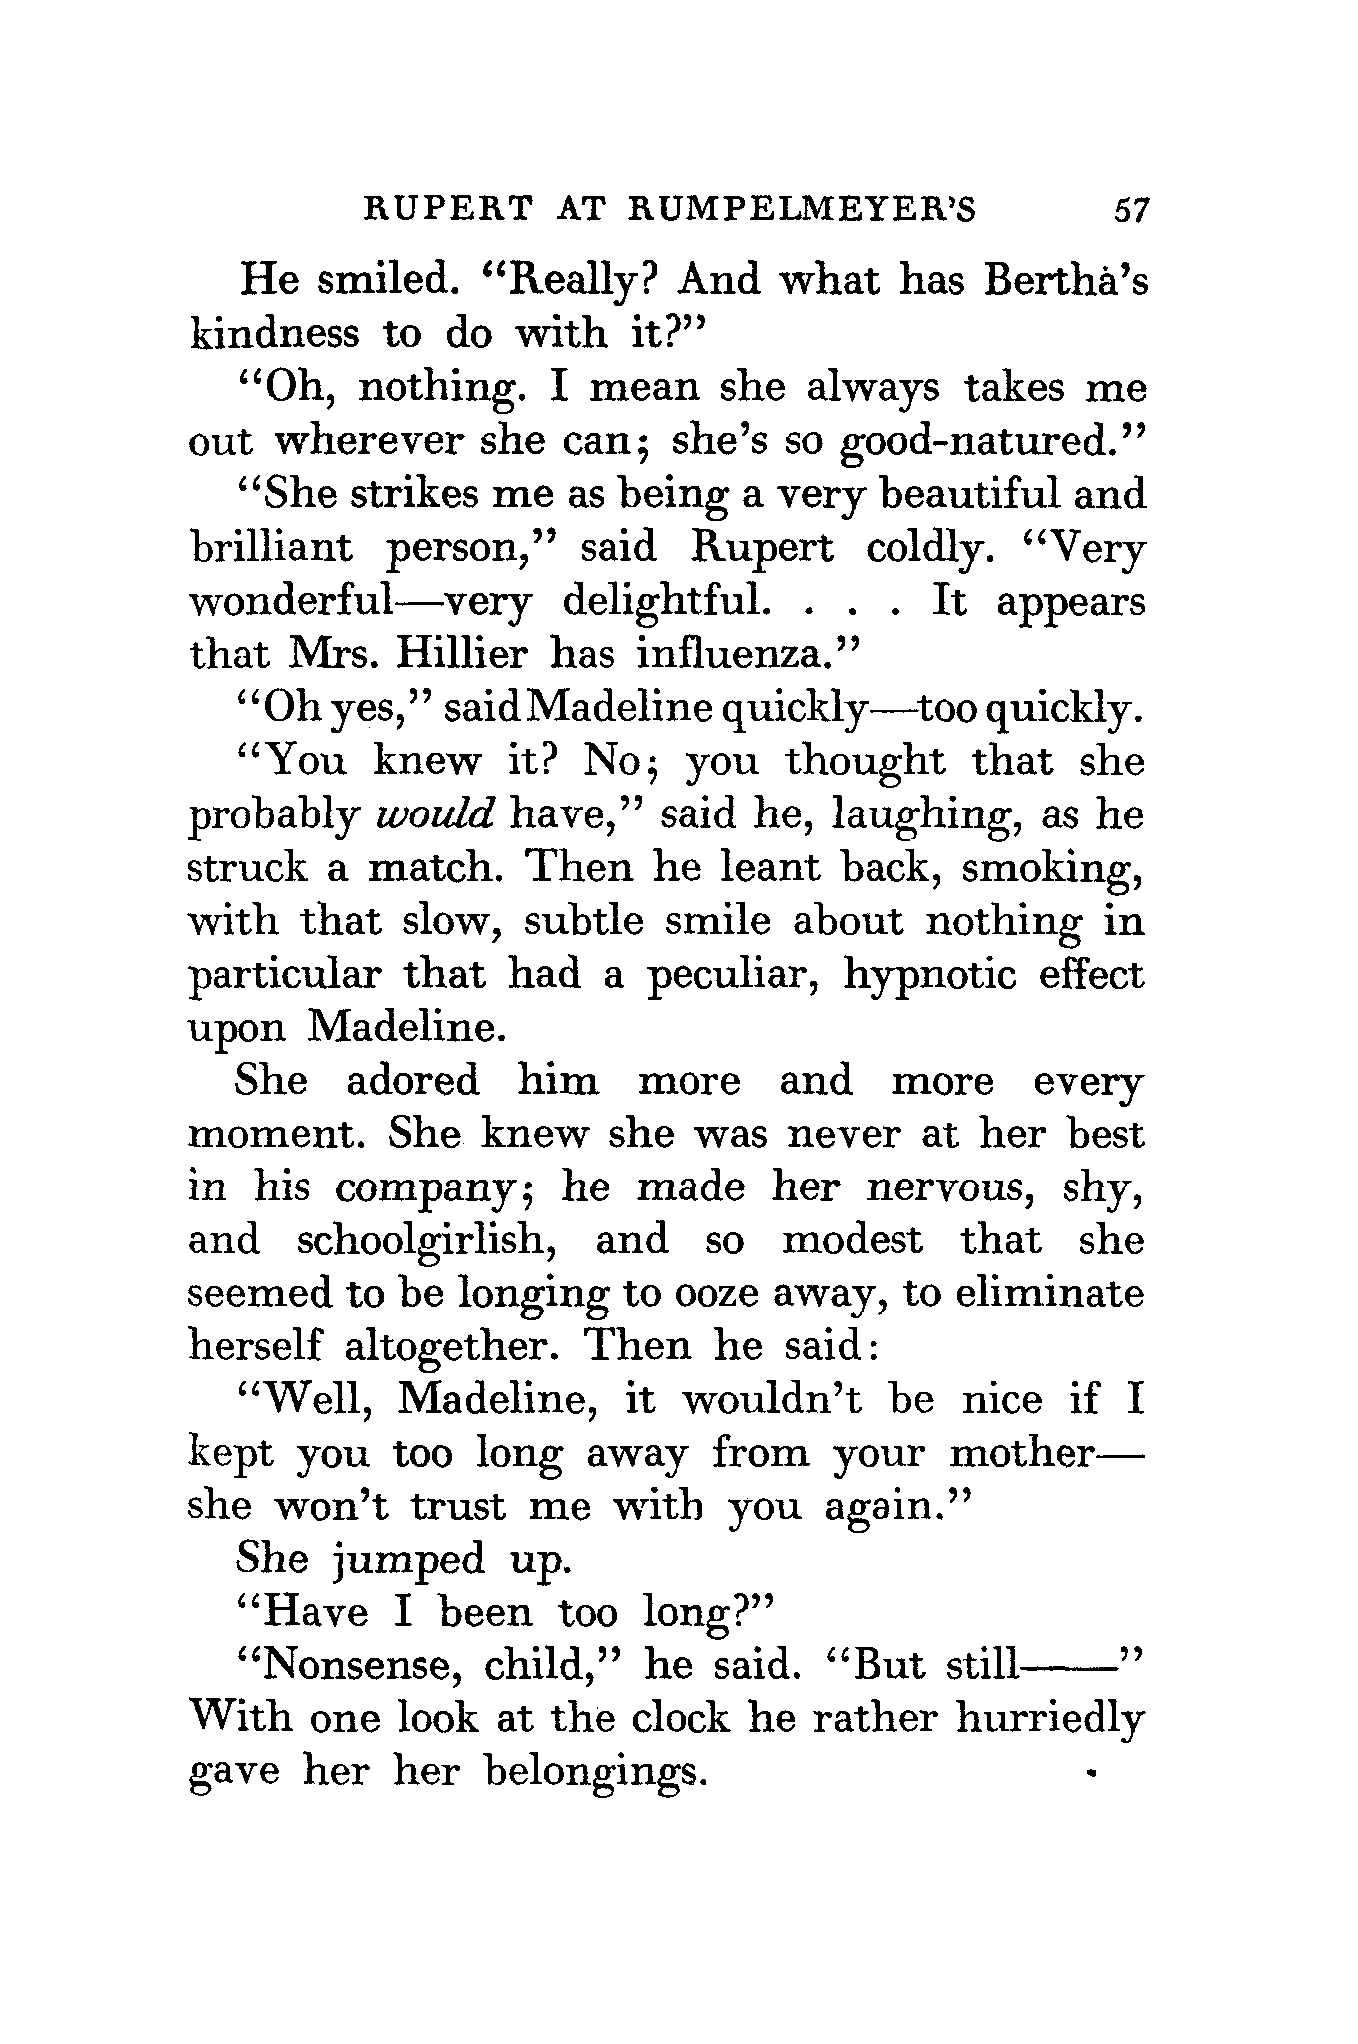 RUPERT AT RUMPELMEYER'S 57
He smiled. “Really? And what has Bertha's
kindness to do with it?”
“Oh, nothing. I mean she always takes me
out wherever she can; she's so good-natured.”
“She strikes me as being a very beautiful and
brilliant person,” said Rupert coldly. “Very
wonderful—very delightful. . . . It appears
that Mrs. Hillier has influenza.”
“Oh yes,” said Madeline quickly—too quickly.
“You knew it? No; you thought that she
probably would have,” said he, laughing, as he
struck a match. Then he leant back, smoking,
with that slow, subtle smile about nothing in
particular that had a peculiar, hypnotic effect
upon Madeline.
She adored him more and more every
moment. She knew she was never at her best
in his company; he made her nervous, shy,
and schoolgirlish, and so modest that she
seemed to be longing to ooze away, to eliminate
herself altogether. Then he said:
“Well, Madeline, it wouldn't be nice if I
kept you too long away from your mother—
she won't trust me with you again.”
She jumped up.
“Have I been too long?”
“Nonsense, child,” he said. “But still——”
With one look at the clock he rather hurriedly
gave her her belongings.